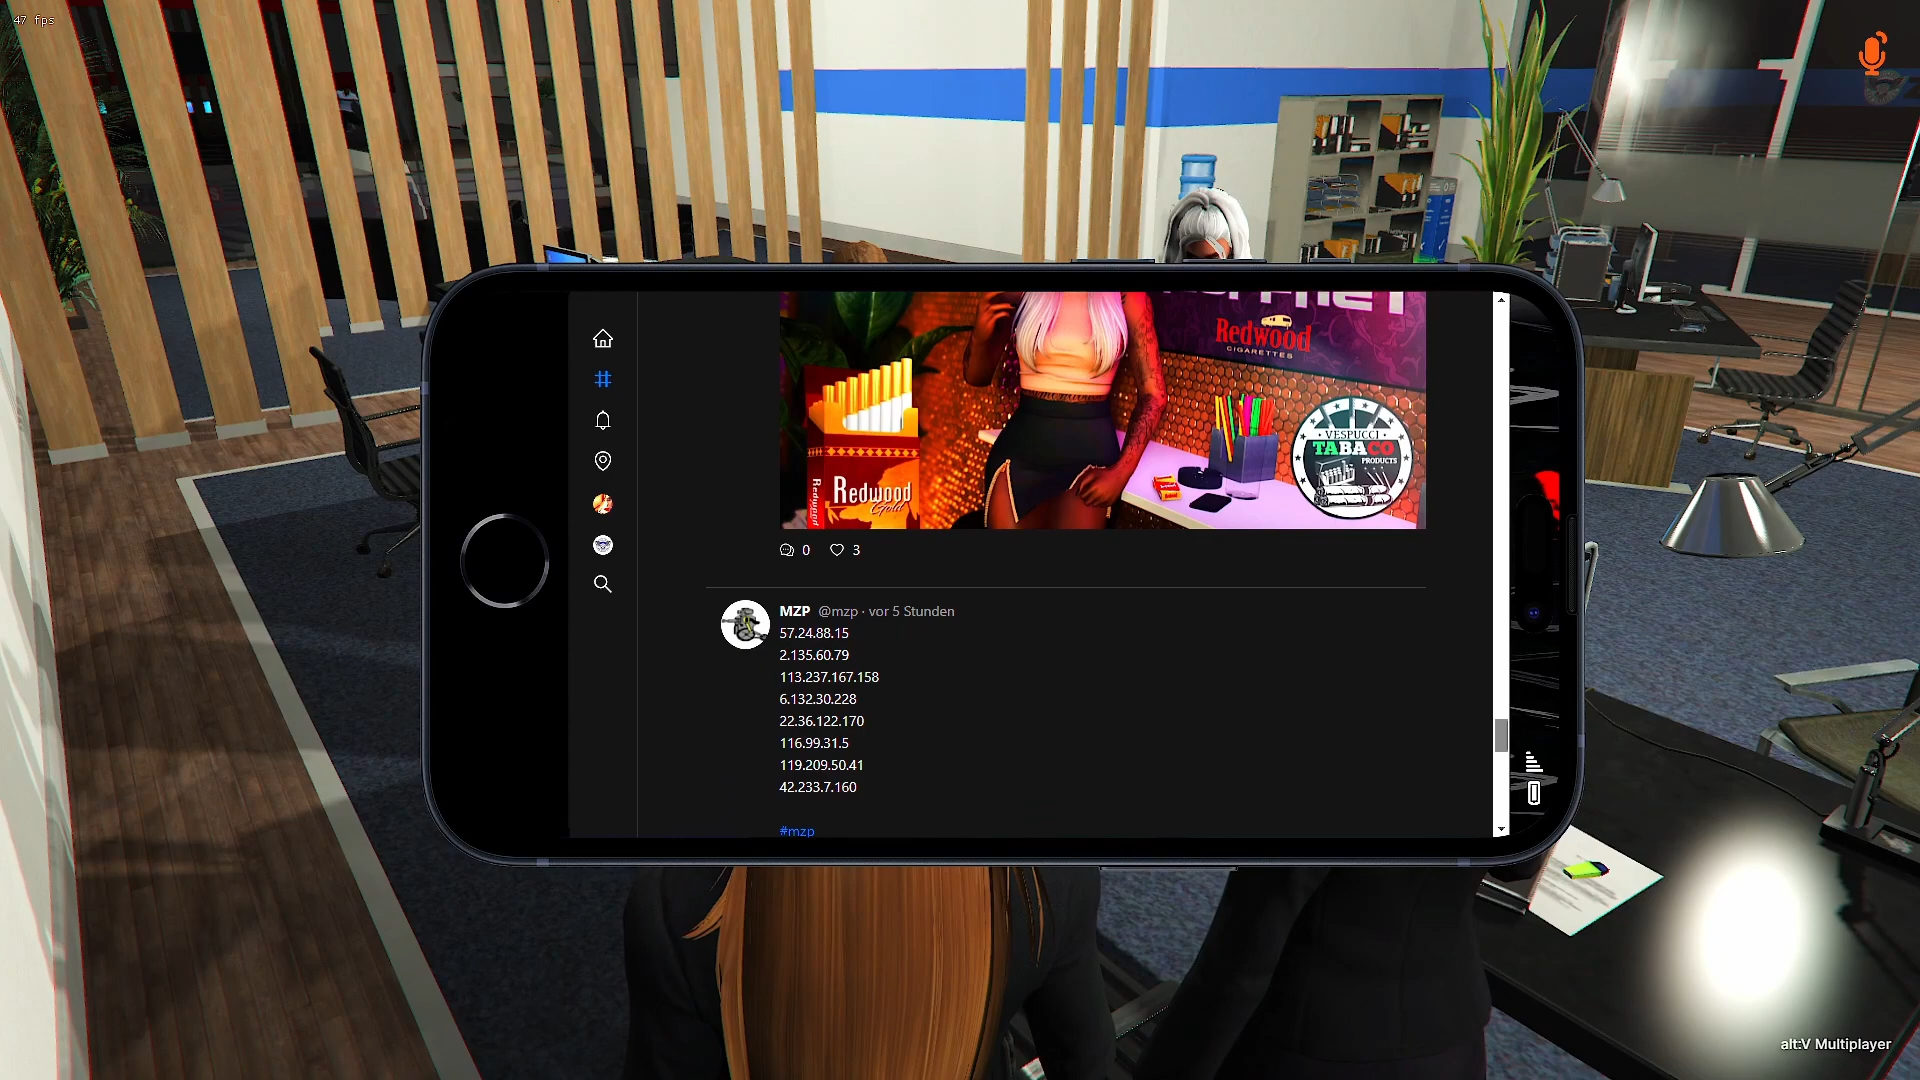 47 fps
Redwood
CIGARETTES
VESPUCCI
TABACO
PRODUCTS
Redwood
Redwood
Gold
0
3
MZP @mzp · vor 5 Stunden
57.24.88.15
2.135.60.79
113.237.167.158
6.132.30.228
22.36.122.170
116.99.31.5
119.209.50.41
42.233.7.160
#mzp
alt:V Multiplayer